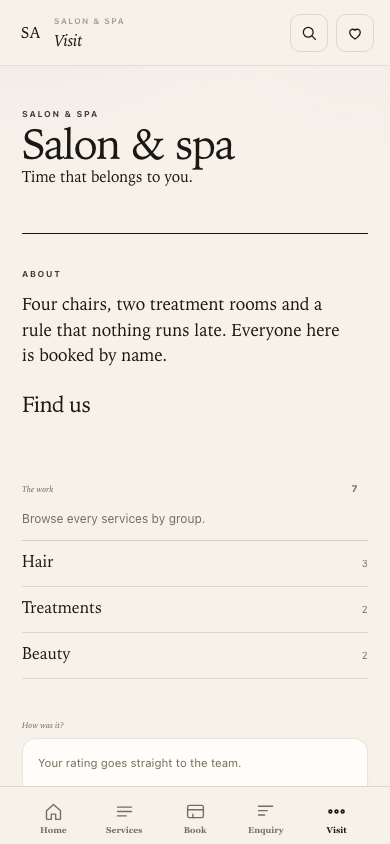 SA
SALON & SPA
Visit
SALON & SPA
Salon & spa
Time that belongs to you.
ABOUT
Four chairs, two treatment rooms and a
rule that nothing runs late. Everyone here
is booked by name.
Find us
The work
7
Browse every services by group.
Hair
3
Treatments
2
Beauty
2
How was it?
Your rating goes straight to the team.
Home
Services
Book
Enquiry
Visit